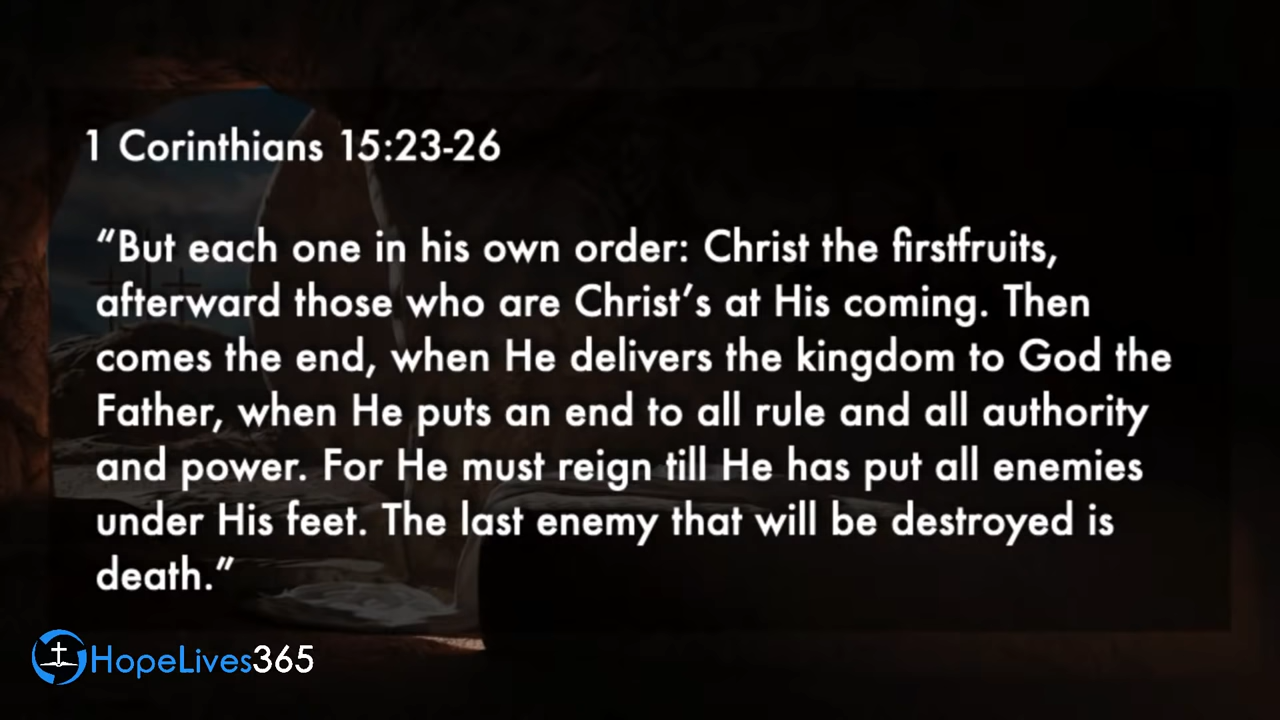 1 Corinthians 15:23-26
“But each one in his own order: Christ the firstfruits,
afterward those who are Christ’s at His coming. Then
comes the end, when He delivers the kingdom to God the
Father, when He puts an end to all rule and all authority
and power. For He must reign till He has put all enemies
under His feet. The last enemy that will be destroyed is
death.”
HopeLives365